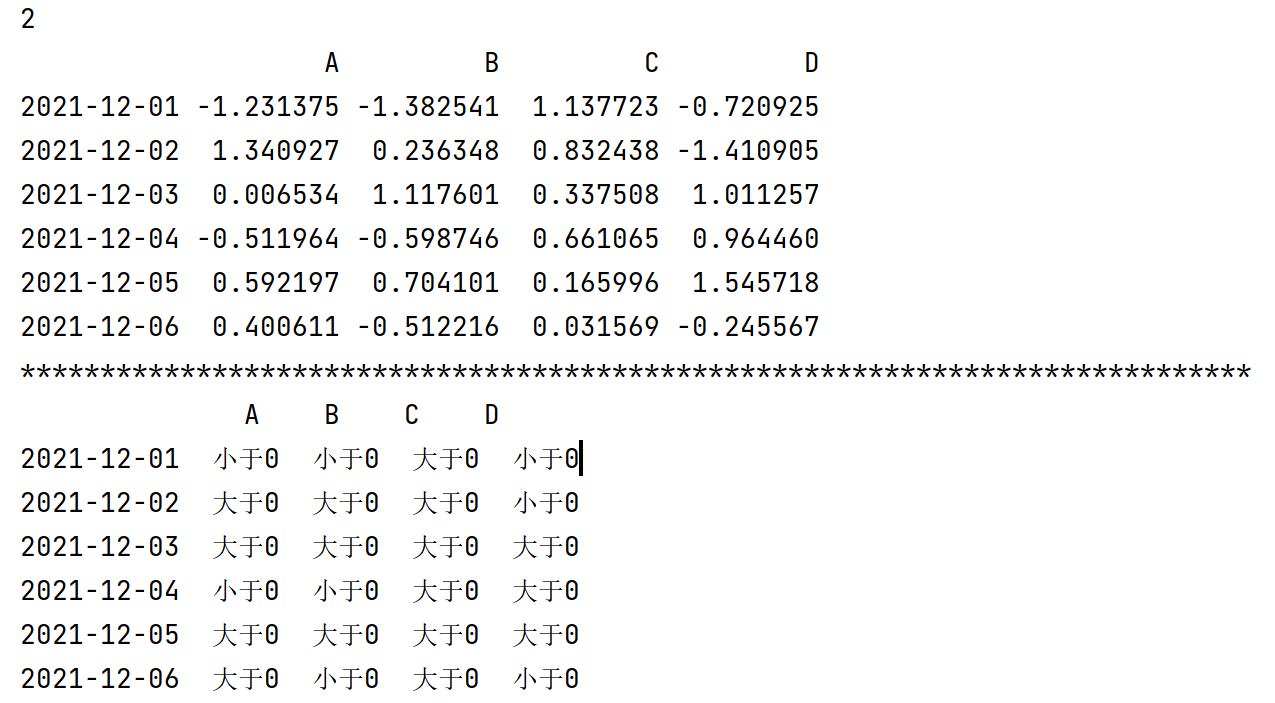 2
                   A         B         C         D
2021-12-01 -1.231375 -1.382541  1.137723 -0.720925
2021-12-02  1.340927  0.236348  0.832438 -1.410905
2021-12-03  0.006534  1.117601  0.337508  1.011257
2021-12-04 -0.511964 -0.598746  0.661065  0.964460
2021-12-05  0.592197  0.704101  0.165996  1.545718
2021-12-06  0.400611 -0.512216  0.031569 -0.245567
*****************************************************************************
              A    B    C    D
2021-12-01  小于0  小于0  大于0  小于0
2021-12-02  大于0  大于0  大于0  小于0
2021-12-03  大于0  大于0  大于0  大于0
2021-12-04  小于0  小于0  大于0  大于0
2021-12-05  大于0  大于0  大于0  大于0
2021-12-06  大于0  小于0  大于0  小于0